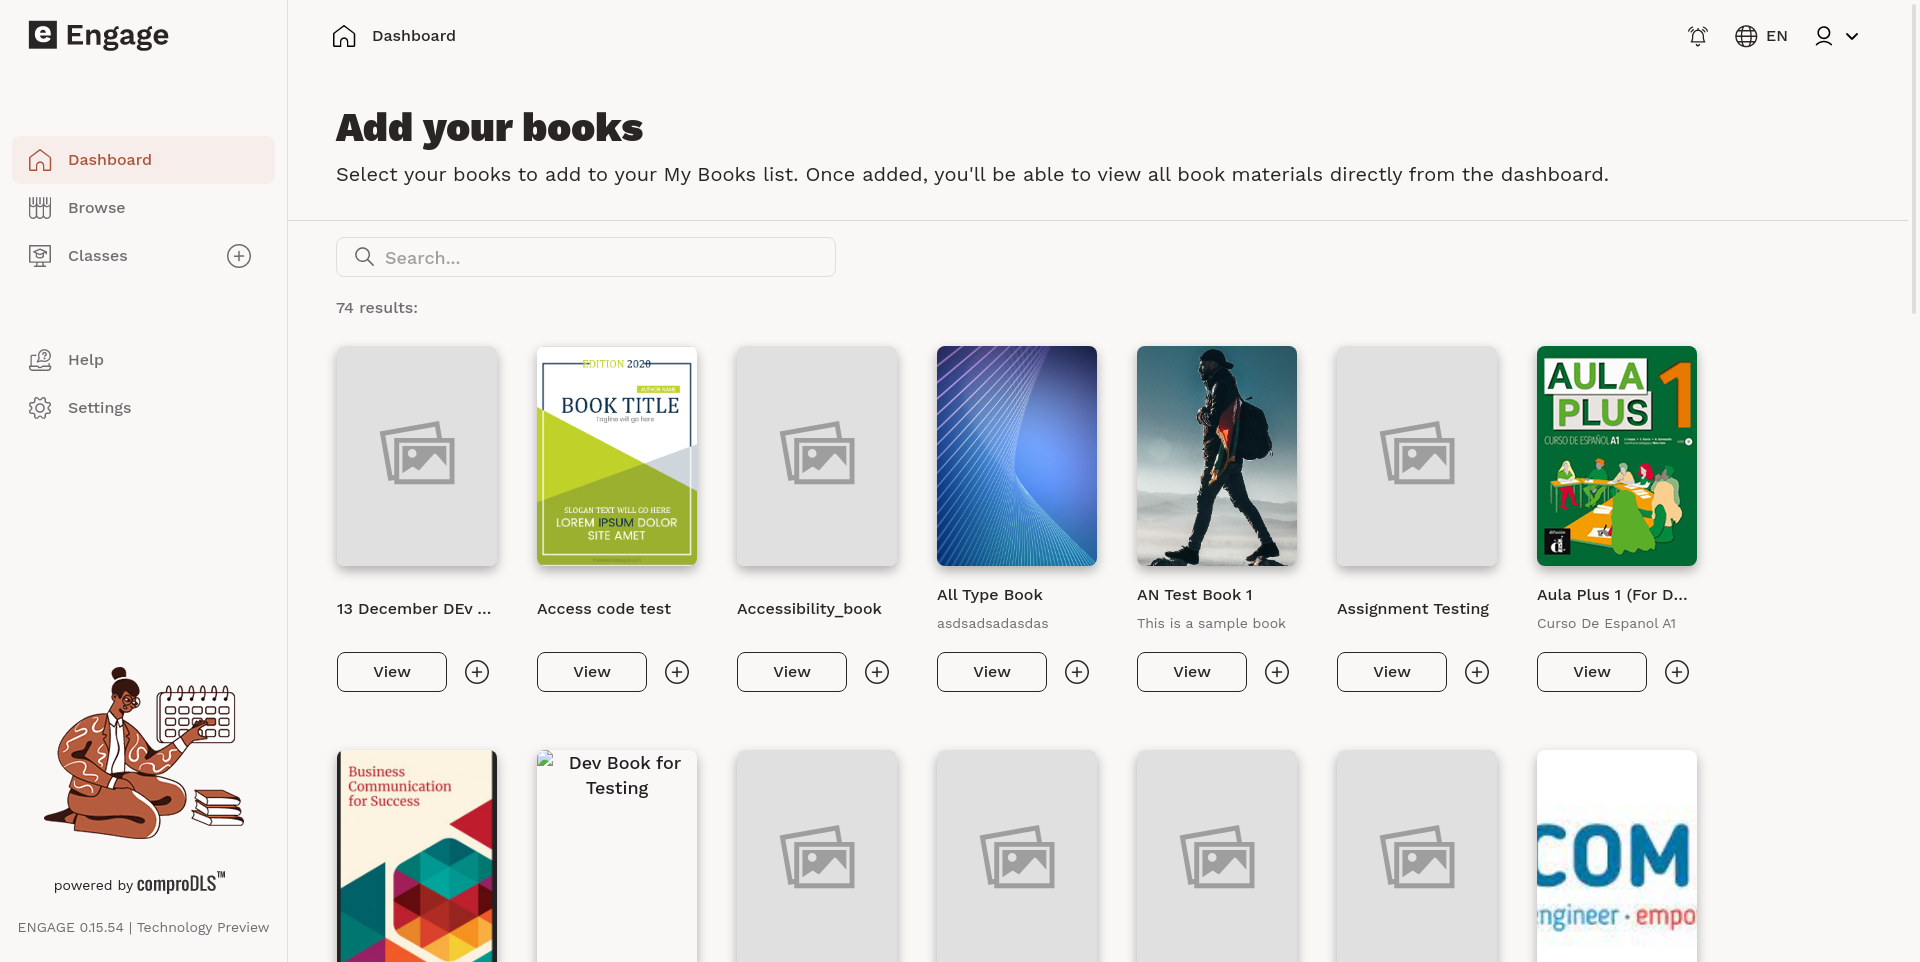 Engage
Dashboard
EN
Dashboard
Browse
Classes
Help
Settings
powered by comproDLS™
ENGAGE 0.15.54 | Technology Preview
Add your books
Select your books to add to your My Books list. Once added, you'll be able to view all book materials directly from the dashboard.
Search...
74 results:
EDITION 2020
AUTHOR NAME
BOOK TITLE
Tagline will go here
SLOGAN TEXT WILL GO HERE
LOREM IPSUM DOLOR
SITE AMET
AULA
PLUS 1
CURSO DE ESPAÑOL A1
13 December DEv ...
Access code test
Accessibility_book
All Type Book
asdsadsadasdas
AN Test Book 1
This is a sample book
Assignment Testing
Aula Plus 1 (For D...
Curso De Espanol A1
View
View
View
View
View
View
View
Business
Communication
for Success
Dev Book for
Testing
COM
engineer · empo